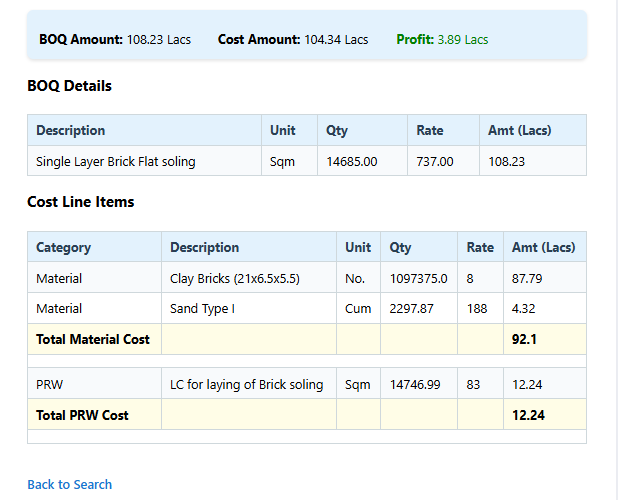 BOQ Amount: 108.23 Lacs Cost Amount: 104.34 Lacs Profit: 3.89 Lacs
BOQ Details
Description Unit Qty Rate Amt (Lacs)
Single Layer Brick Flat soling Sqm 14685.00 737.00 108.23
Cost Line Items
Category Description Unit Qty Rate Amt (Lacs)
Material Clay Bricks (21x6.5x5.5) No. 1097375.0 8 87.79
Material Sand Type I Cum 2297.87 188 4.32
Total Material Cost 92.1
PRW LC for laying of Brick soling Sqm 14746.99 83 12.24
Total PRW Cost 12.24
Back to Search